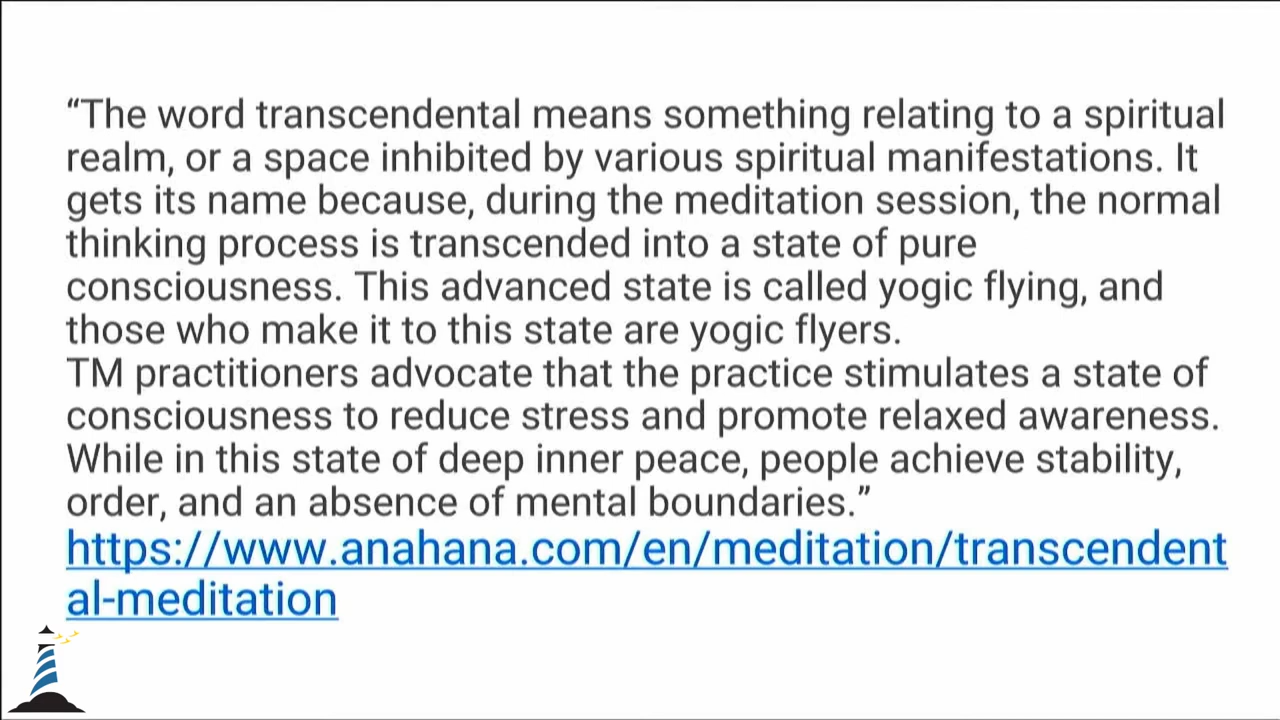 “The word transcendental means something relating to a spiritual
realm, or a space inhibited by various spiritual manifestations. It
gets its name because, during the meditation session, the normal
thinking process is transcended into a state of pure
consciousness. This advanced state is called yogic flying, and
those who make it to this state are yogic flyers.
TM practitioners advocate that the practice stimulates a state of
consciousness to reduce stress and promote relaxed awareness.
While in this state of deep inner peace, people achieve stability,
order, and an absence of mental boundaries.”
https://www.anahana.com/en/meditation/transcendent
al-meditation